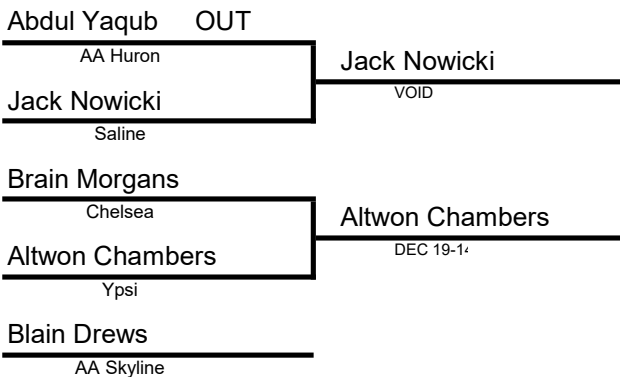 Abdul Yaqub OUT
AA Huron
Jack Nowicki
VOID
Jack Nowicki
Saline
Brain Morgans
Chelsea
Altwon Chambers
DEC 19-14
Altwon Chambers
Ypsi
Blain Drews
AA Skyline